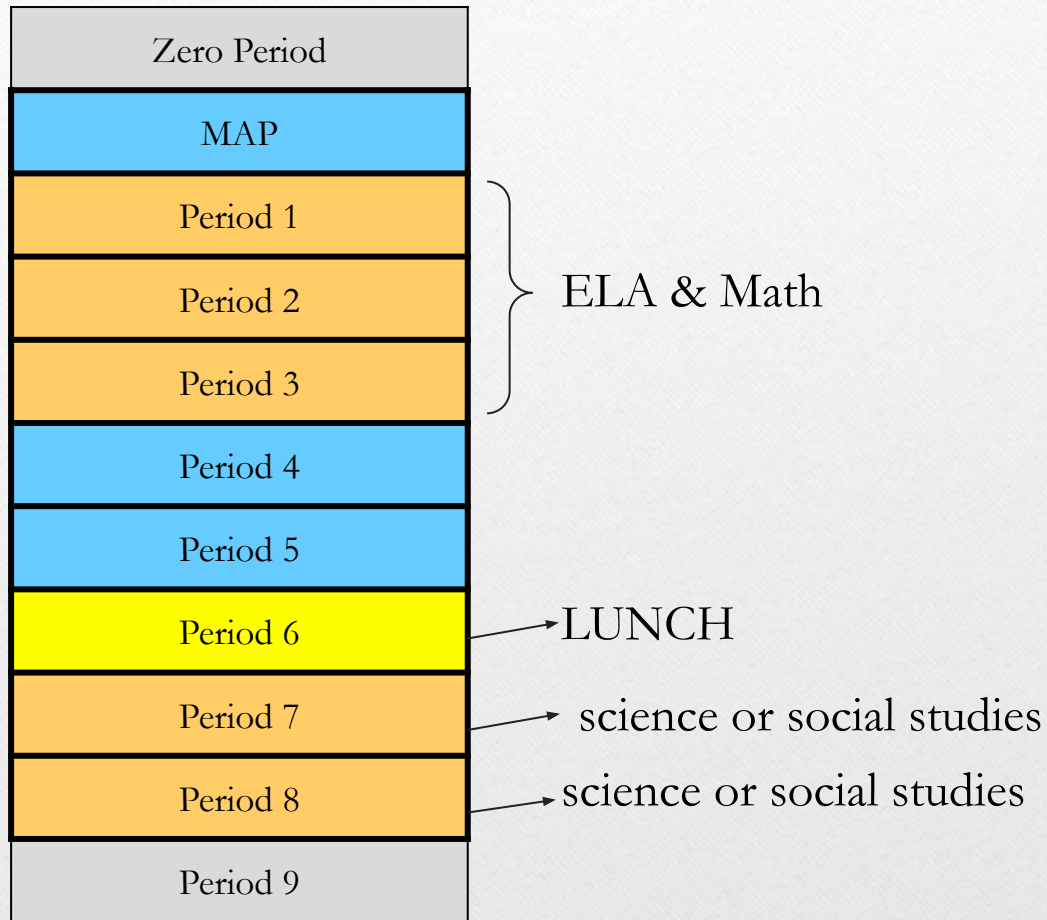 Zero Period
MAP
Period 1
Period 2
ELA & Math
Period 3
Period 4
Period 5
Period 6
LUNCH
Period 7
science or social studies
Period 8
science or social studies
Period 9